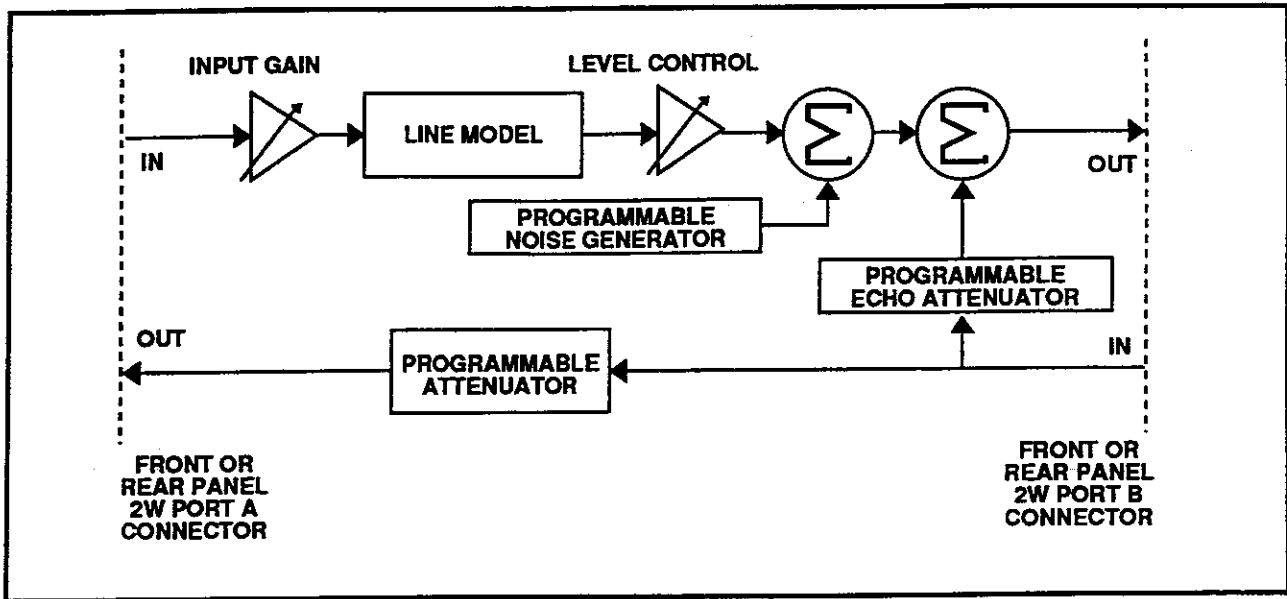 INPUT GAIN
LEVEL CONTROL
LINE MODEL
Σ
Σ
IN
OUT
PROGRAMMABLE
NOISE GENERATOR
PROGRAMMABLE
ECHO ATTENUATOR
OUT
IN
PROGRAMMABLE
ATTENUATOR
FRONT OR
REAR PANEL
2W PORT A
CONNECTOR
FRONT OR
REAR PANEL
2W PORT B
CONNECTOR